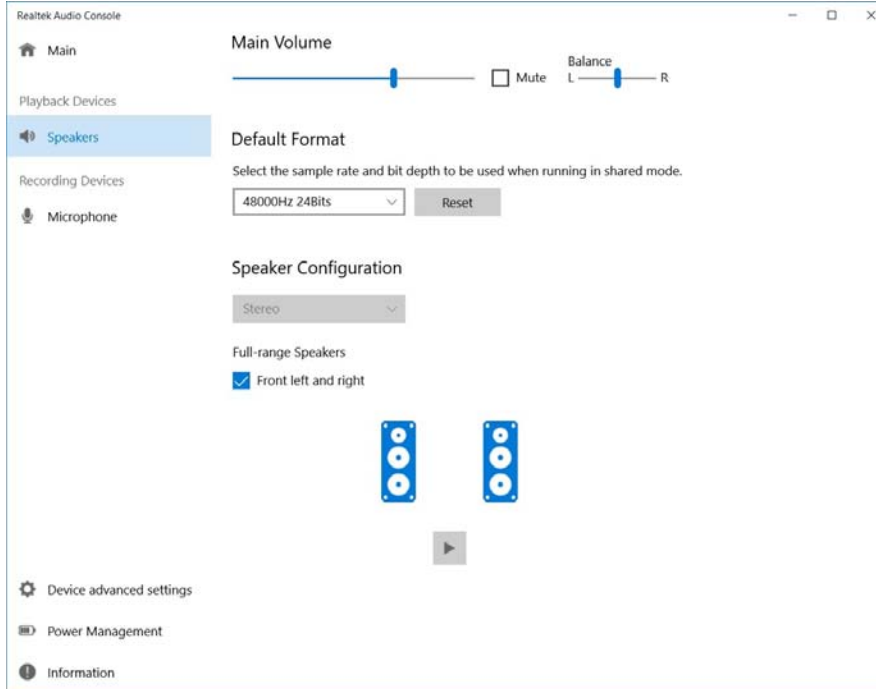 Realtek Audio Console
Main
Playback Devices
Speakers
Recording Devices
Microphone
Device advanced settings
Power Management
Information
Main Volume
Mute
Balance
L R
Default Format
Select the sample rate and bit depth to be used when running in shared mode.
48000Hz 24Bits
Reset
Speaker Configuration
Stereo
Full-range Speakers
Front left and right